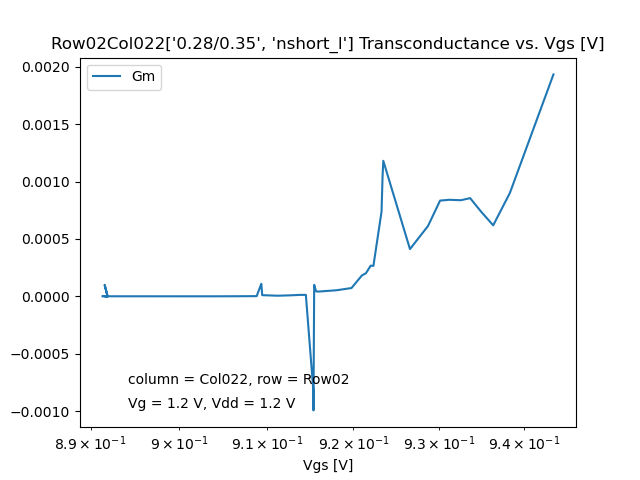 Row02Col022['0.28/0.35', 'nshort_l'] Transconductance vs. Vgs [V]
Gm
0.0020
0.0015
0.0010
0.0005
0.0000
−0.0005
−0.0010
column = Col022, row = Row02
Vg = 1.2 V, Vdd = 1.2 V
8.9 × 10⁻¹ 9 × 10⁻¹ 9.1 × 10⁻¹ 9.2 × 10⁻¹ 9.3 × 10⁻¹ 9.4 × 10⁻¹
Vgs [V]